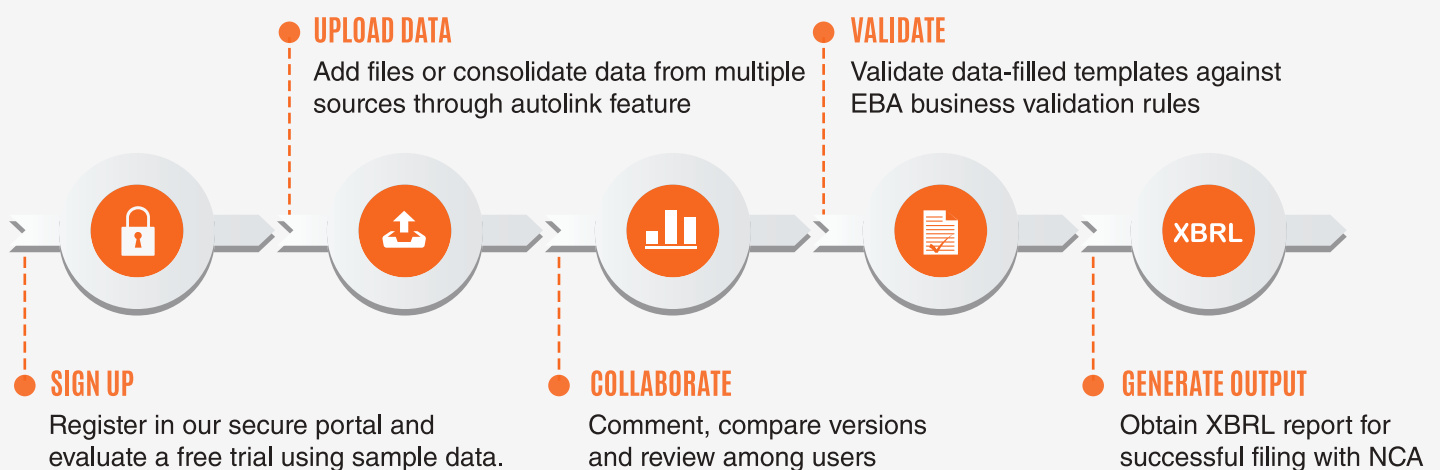 UPLOAD DATA
Add files or consolidate data from multiple
sources through autolink feature
VALIDATE
Validate data-filled templates against
EBA business validation rules
XBRL
SIGN UP
Register in our secure portal and
evaluate a free trial using sample data.
COLLABORATE
Comment, compare versions
and review among users
GENERATE OUTPUT
Obtain XBRL report for
successful filing with NCA